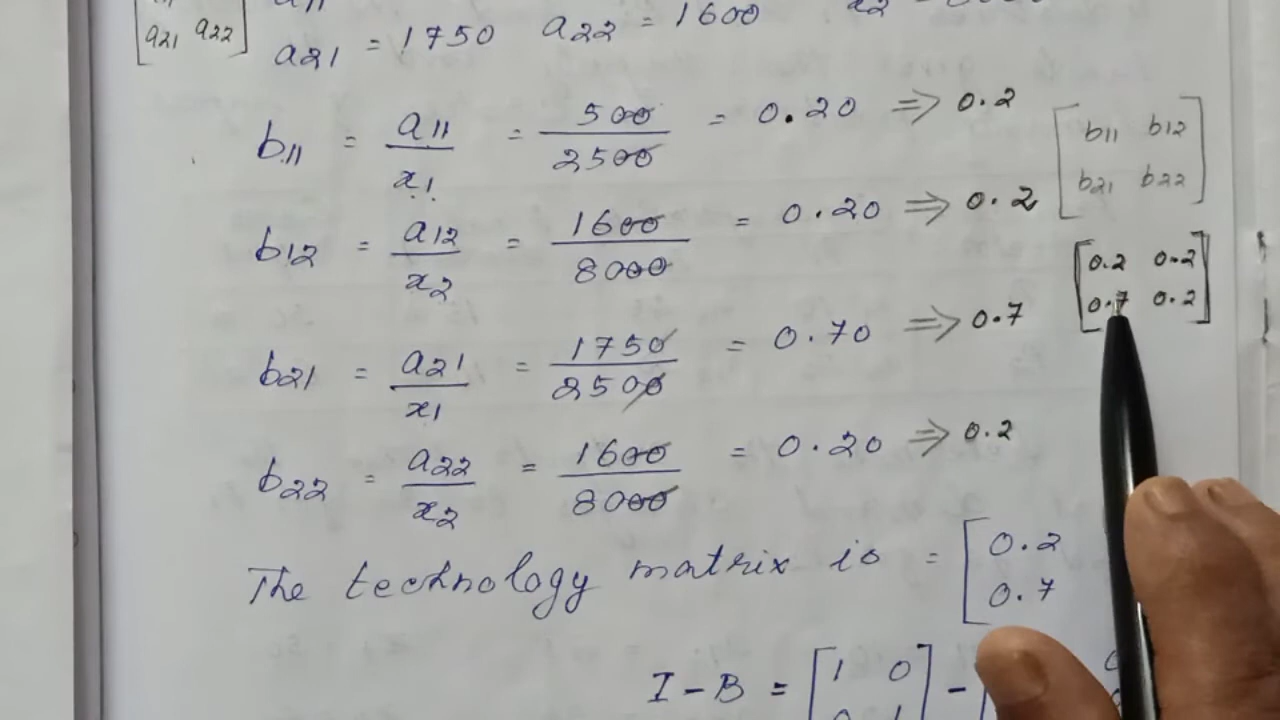 a11
a21 a22
a21 = 1750 a22 = 1600
b11 = a11/x1 = 500/2500 = 0.20 ⇒ 0.2
b11 b12
b21 b22
b12 = a12/x2 = 1600/8000 = 0.20 ⇒ 0.2
0.2 0.2
0.7 0.2
b21 = a21/x1 = 1750/2500 = 0.70 ⇒ 0.7
b22 = a22/x2 = 1600/8000 = 0.20 ⇒ 0.2
The technology matrix is = [0.2
0.7
I - B = [1 0] - [